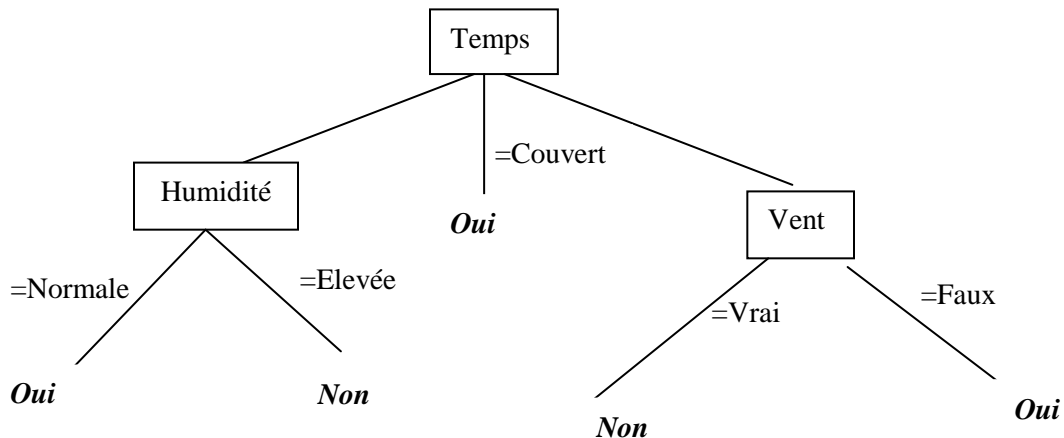 Temps
=Couvert
Humidité
Oui
Vent
=Normale
=Elevée
=Vrai
=Faux
Oui
Non
Non
Oui